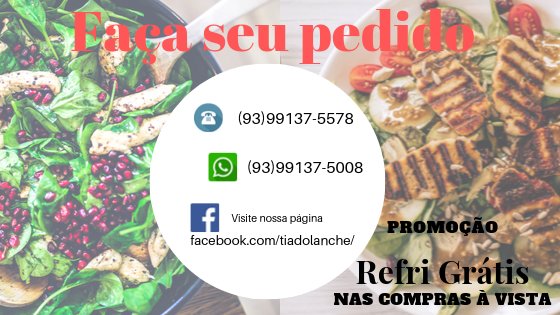 Faça seu pedido
(93)99137-5578
(93)99137-5008
Visite nossa página
facebook.com/tiadolanche/
PROMOÇÃO
Refri Grátis
NAS COMPRAS À VISTA